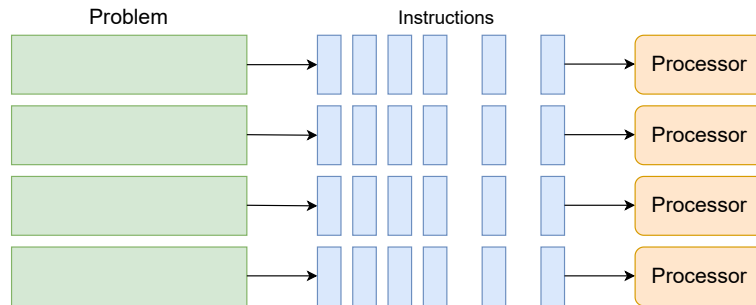 Problem
Instructions
Processor
Processor
Processor
Processor